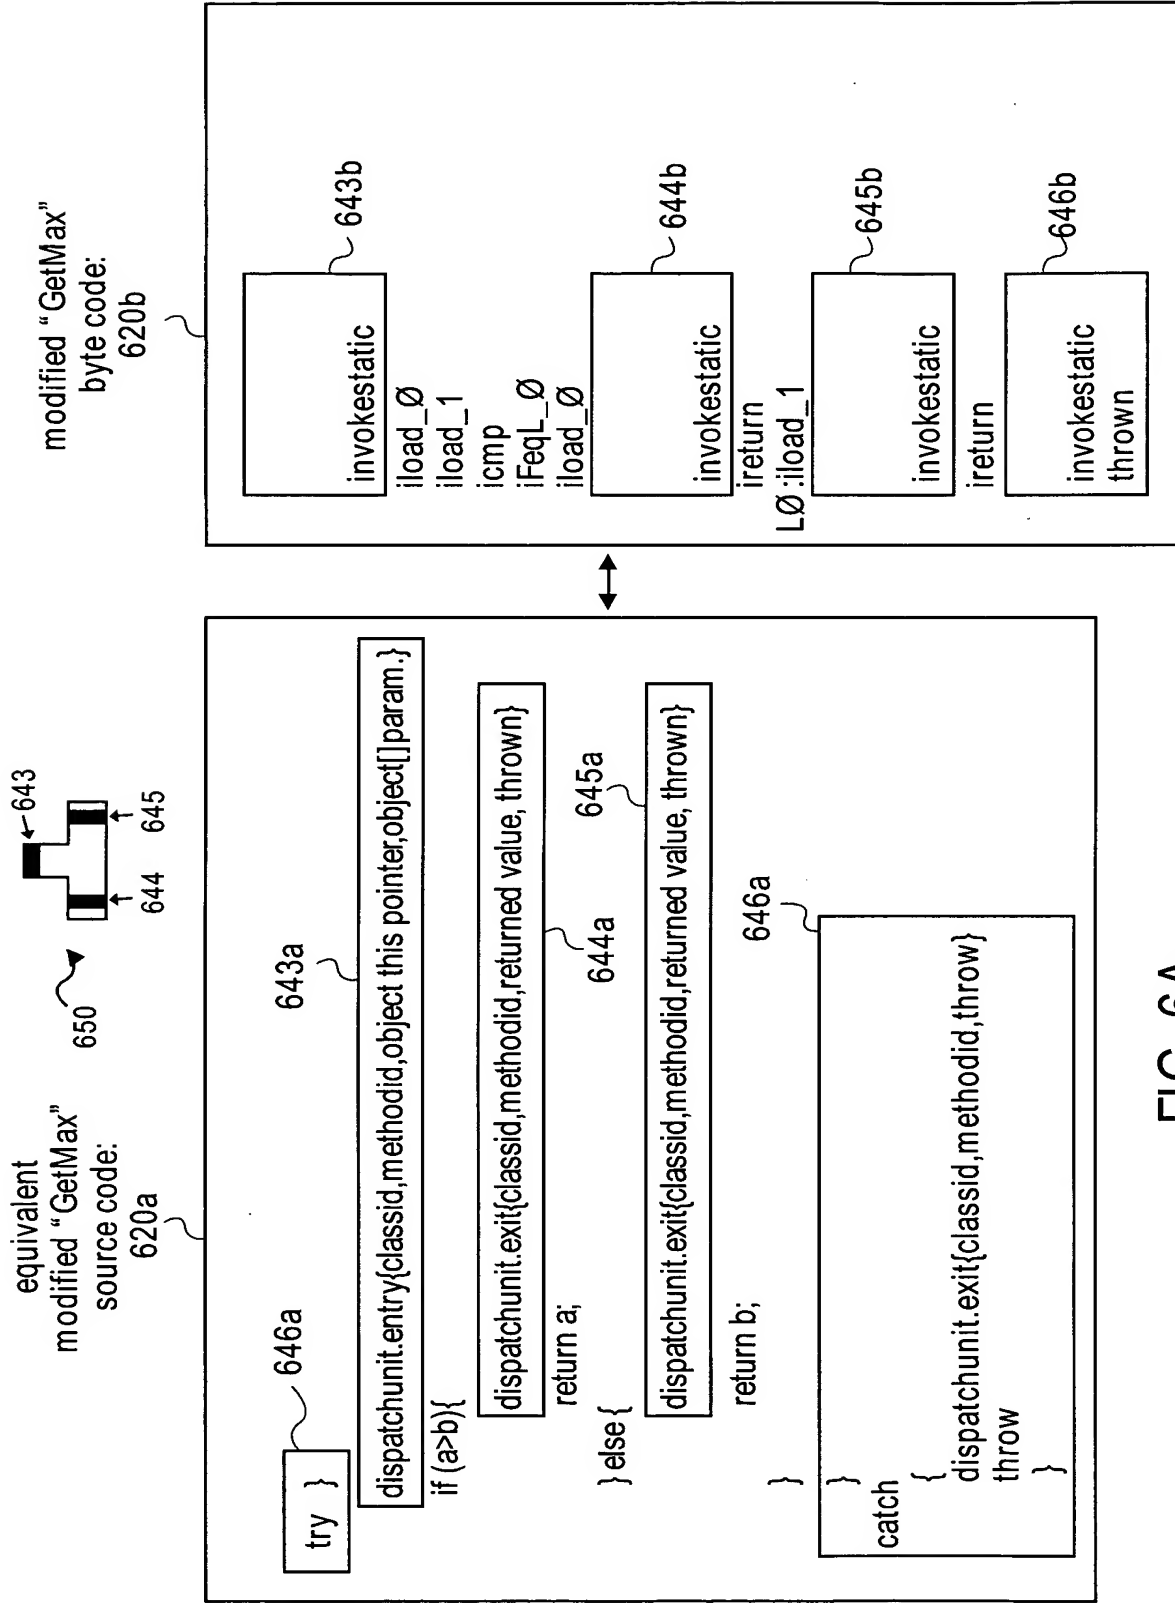 equivalent
modified “GetMax”
source code:
620a
650
643
644
645
646a
try }
643a
dispatchunit.entry{classid,methodid,object this pointer,object[]param.}
if (a>b){
dispatchunit.exit{classid,methodid,returned value, thrown}
644a
return a;
} else {
645a
dispatchunit.exit{classid,methodid,returned value, thrown}
return b;
}
646a
}
catch
{
dispatchunit.exit{classid,methodid,throw}
throw
}
modified “GetMax”
byte code:
620b
invokestatic
643b
iload_Ø
iload_1
icmp
iFeqL_Ø
iload_Ø
invokestatic
644b
ireturn
LØ:iload_1
invokestatic
645b
ireturn
invokestatic
thrown
646b
FIG. 6A